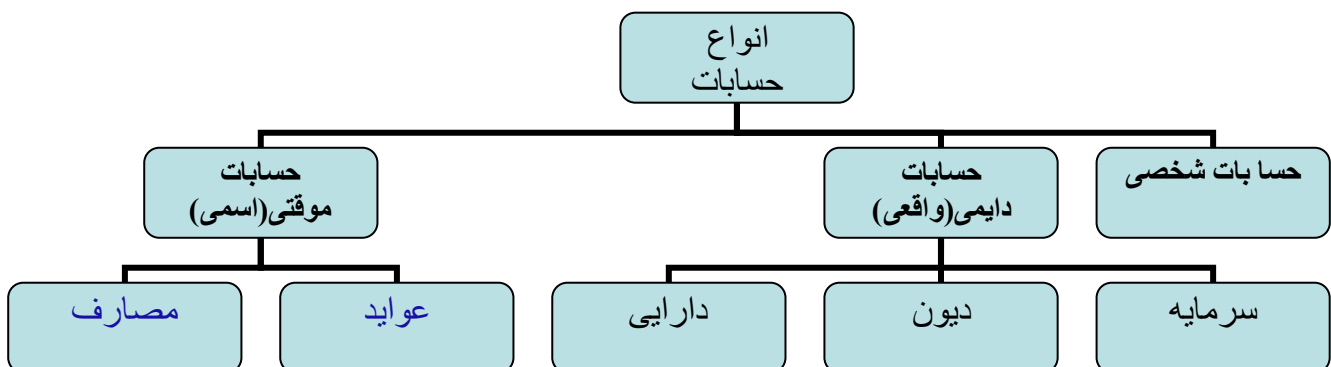 انواع
حسابات
حسا بات شخصی
حسابات
دایمی(واقعی)
حسابات
موقتی(اسمی)
سرمایه
دیون
دارایی
عواید
مصارف